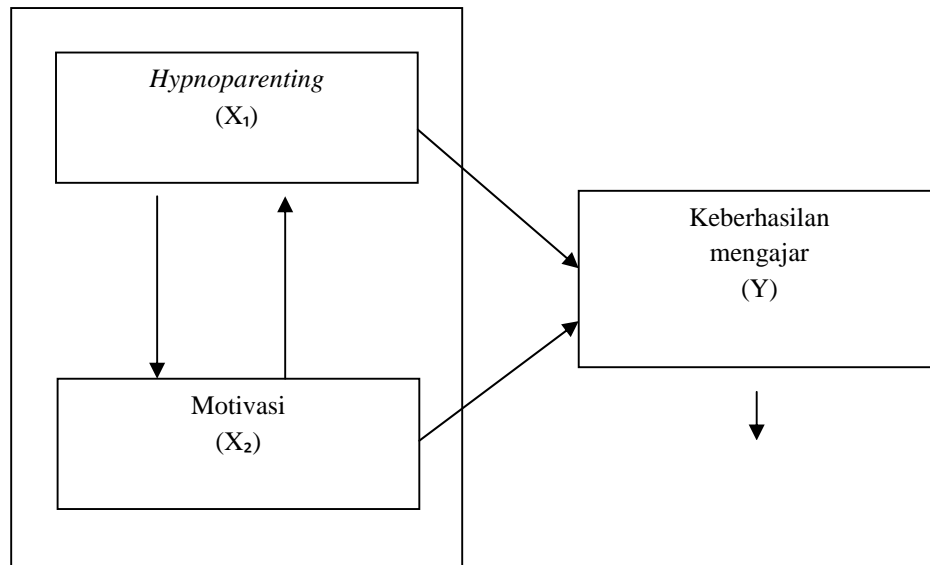 Hypnoparenting
(X₁)
Keberhasilan
mengajar
(Y)
Motivasi
(X₂)